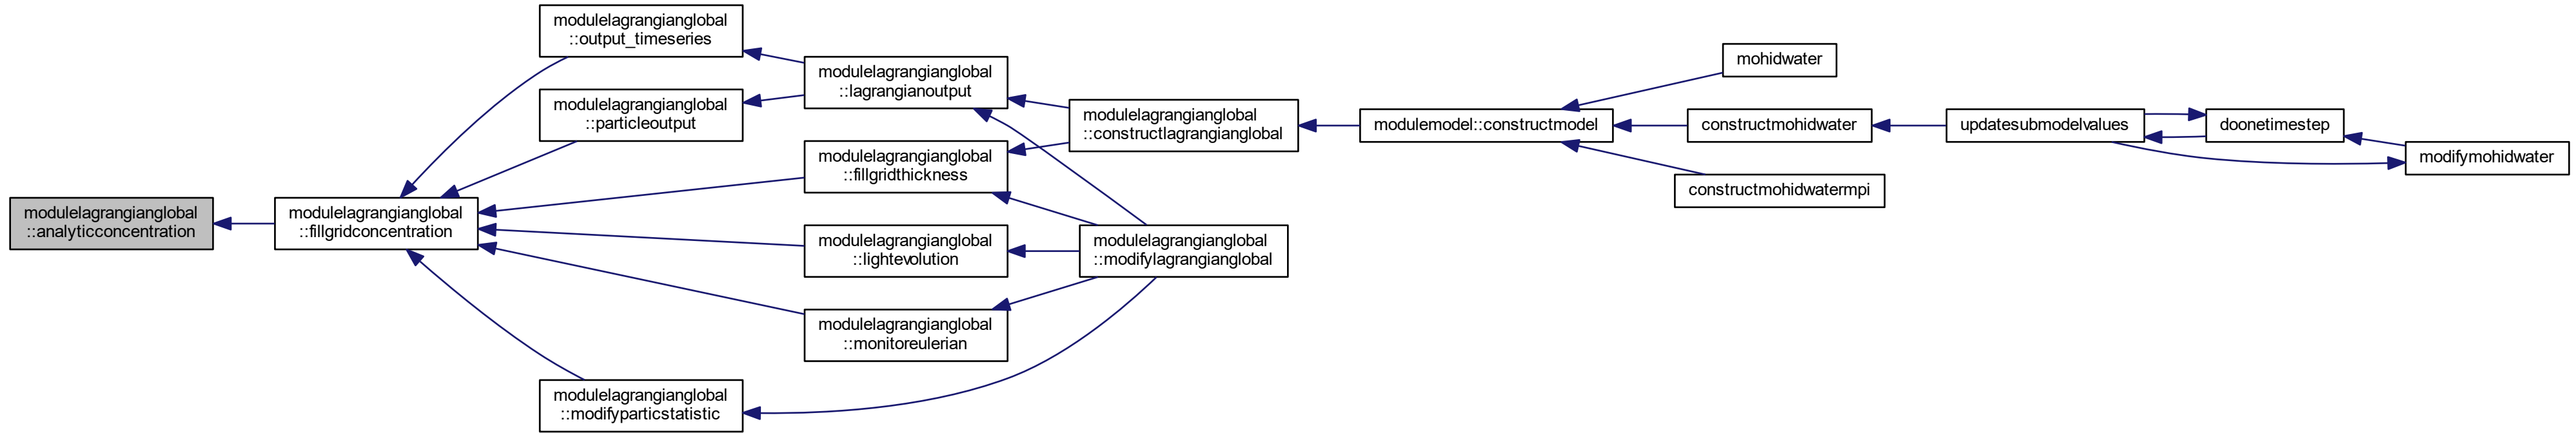 modulelagrangianglobal
::analyticconcentration
modulelagrangianglobal
::fillgridconcentration
modulelagrangianglobal
::output_timeseries
modulelagrangianglobal
::particleoutput
modulelagrangianglobal
::lagrangianoutput
modulelagrangianglobal
::fillgridthickness
modulelagrangianglobal
::lightevolution
modulelagrangianglobal
::monitoreulerian
modulelagrangianglobal
::modifyparticstatistic
modulelagrangianglobal
::constructlagrangianglobal
modulelagrangianglobal
::modifylagrangianglobal
modulemodel::constructmodel
mohidwater
constructmohidwater
constructmohidwatermpi
updatesubmodelvalues
doonetimestep
modifymohidwater